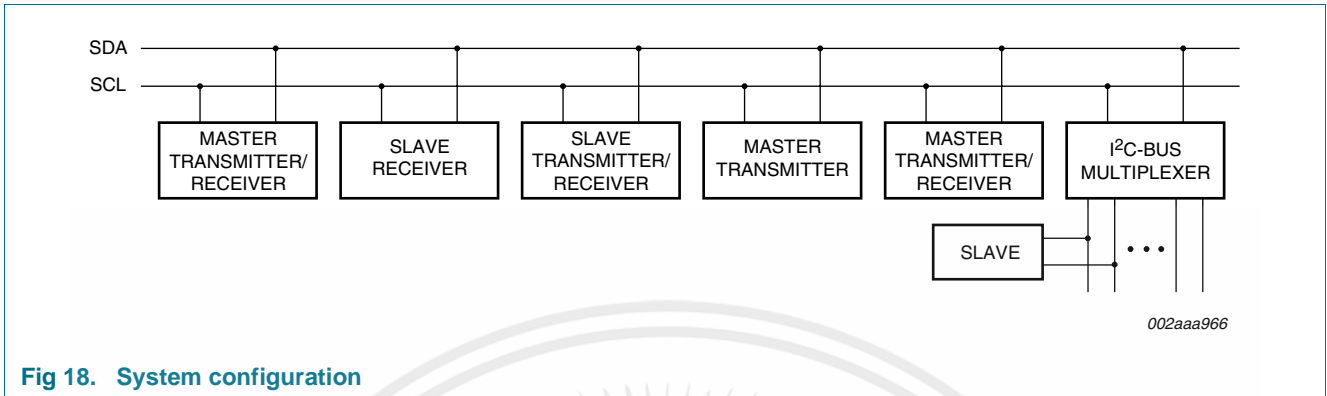 SDA
SCL
MASTER
TRANSMITTER/
RECEIVER
SLAVE
RECEIVER
SLAVE
TRANSMITTER/
RECEIVER
MASTER
TRANSMITTER
MASTER
TRANSMITTER/
RECEIVER
I²C-BUS
MULTIPLEXER
SLAVE
002aaa966
Fig 18. System configuration